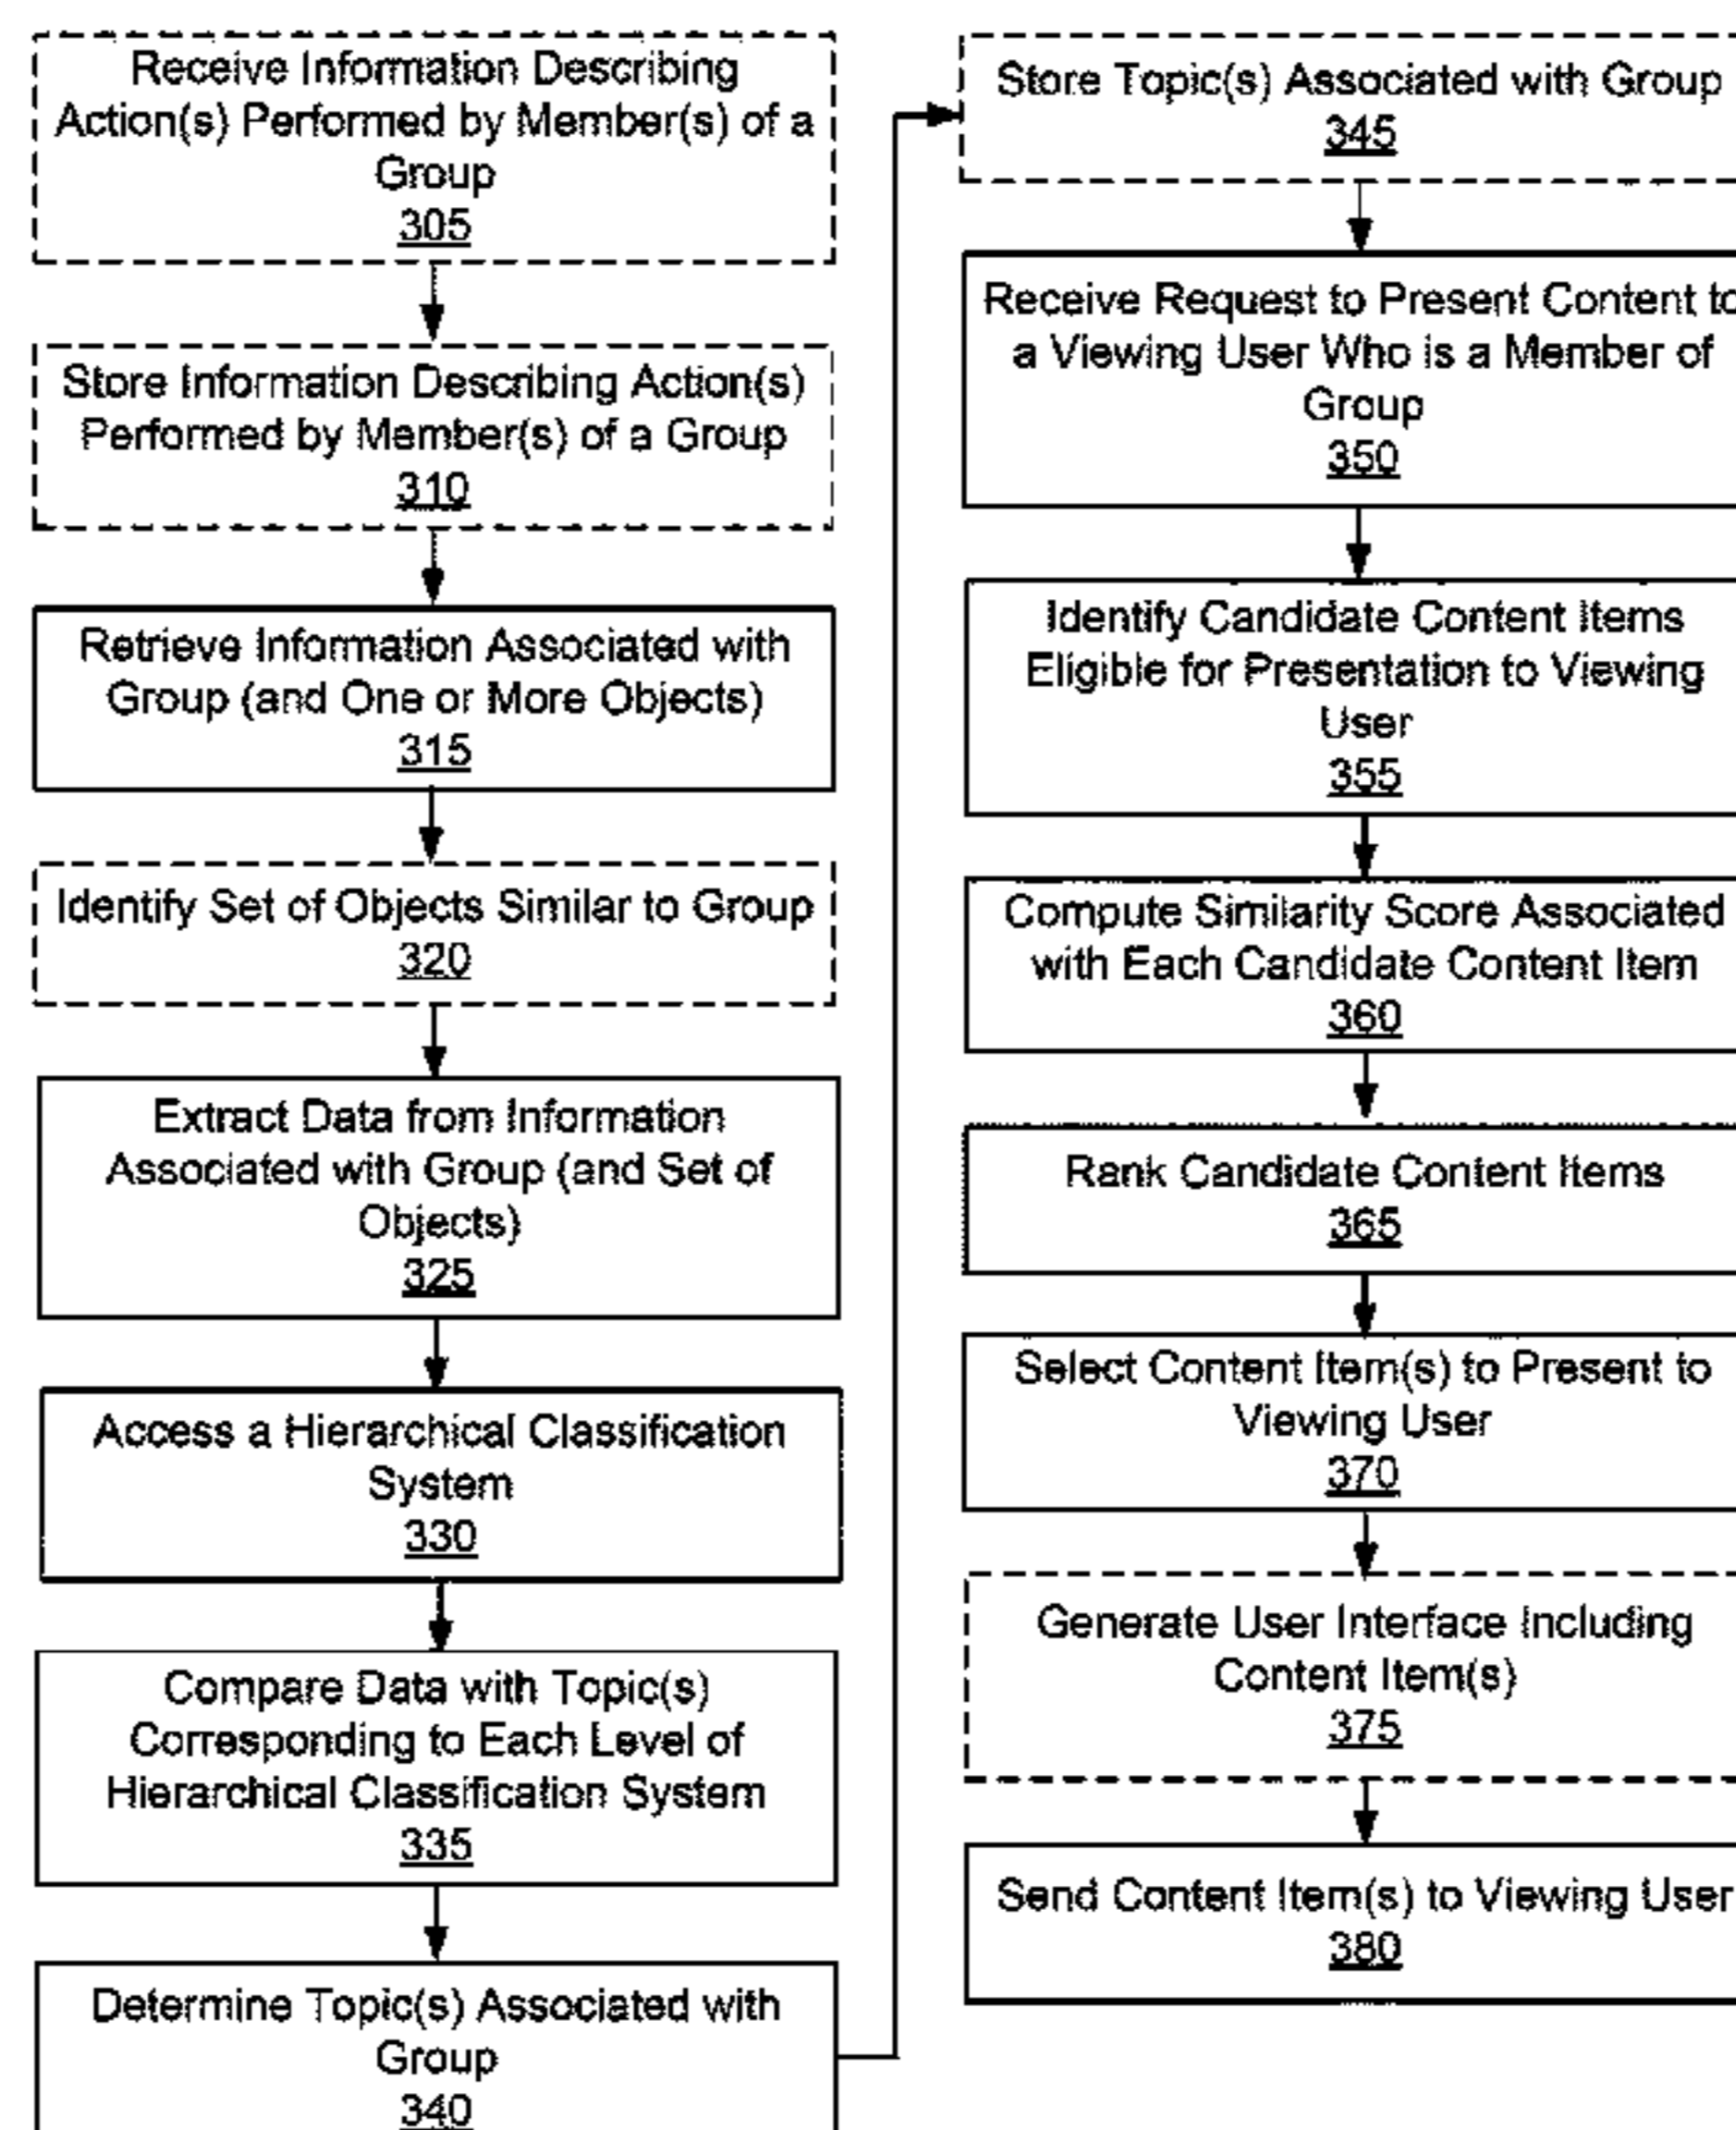 Receive Information Describing
Action(s) Performed by Member(s) of a
Group
305
Store Information Describing Action(s)
Performed by Member(s) of a Group
310
Retrieve Information Associated with
Group (and One or More Objects)
315
Identify Set of Objects Similar to Group
320
Extract Data from Information
Associated with Group (and Set of
Objects)
325
Access a Hierarchical Classification
System
330
Compare Data with Topic(s)
Corresponding to Each Level of
Hierarchical Classification System
335
Determine Topic(s) Associated with
Group
340
Store Topic(s) Associated with Group
345
Receive Request to Present Content to
a Viewing User Who is a Member of
Group
350
Identify Candidate Content Items
Eligible for Presentation to Viewing
User
355
Compute Similarity Score Associated
with Each Candidate Content Item
360
Rank Candidate Content Items
365
Select Content Item(s) to Present to
Viewing User
370
Generate User Interface Including
Content Item(s)
375
Send Content Item(s) to Viewing User
380